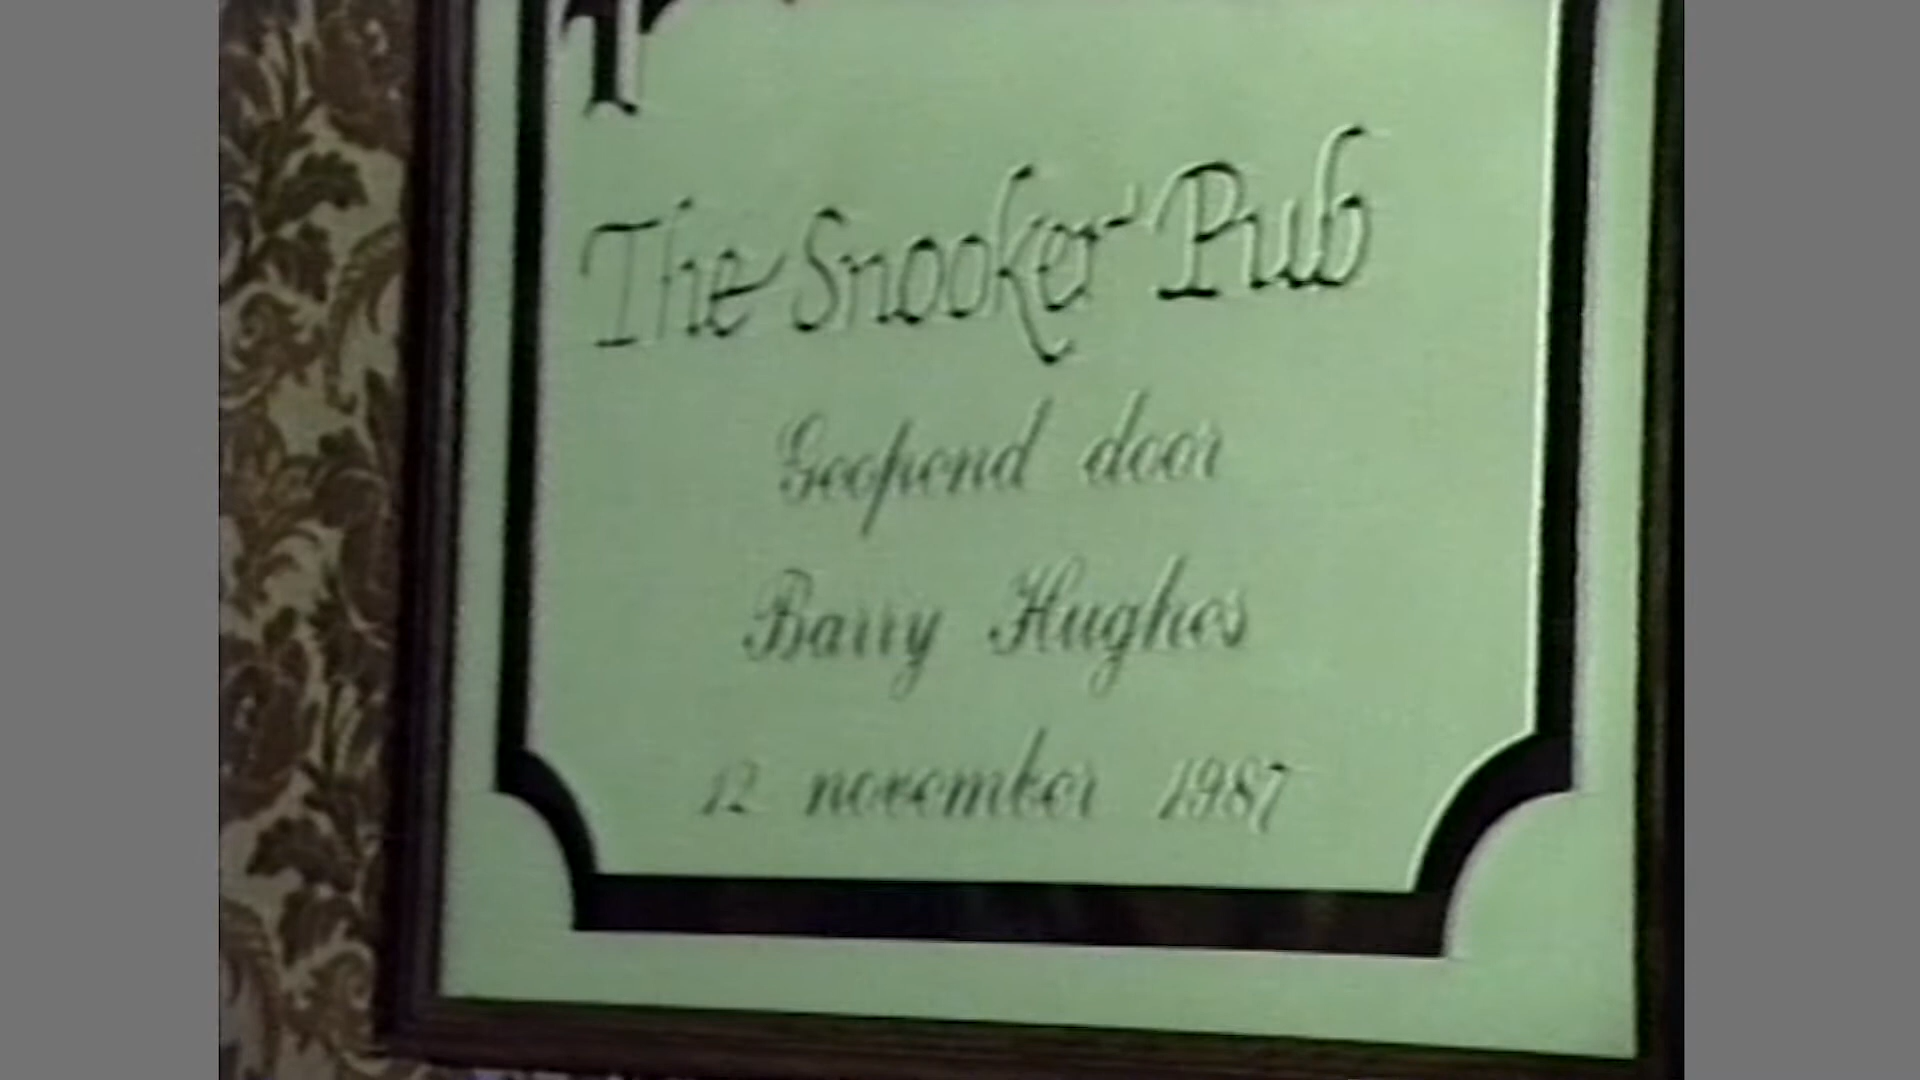 The Snooker Pub
Geopend door
Barry Hughes
12 november 1987